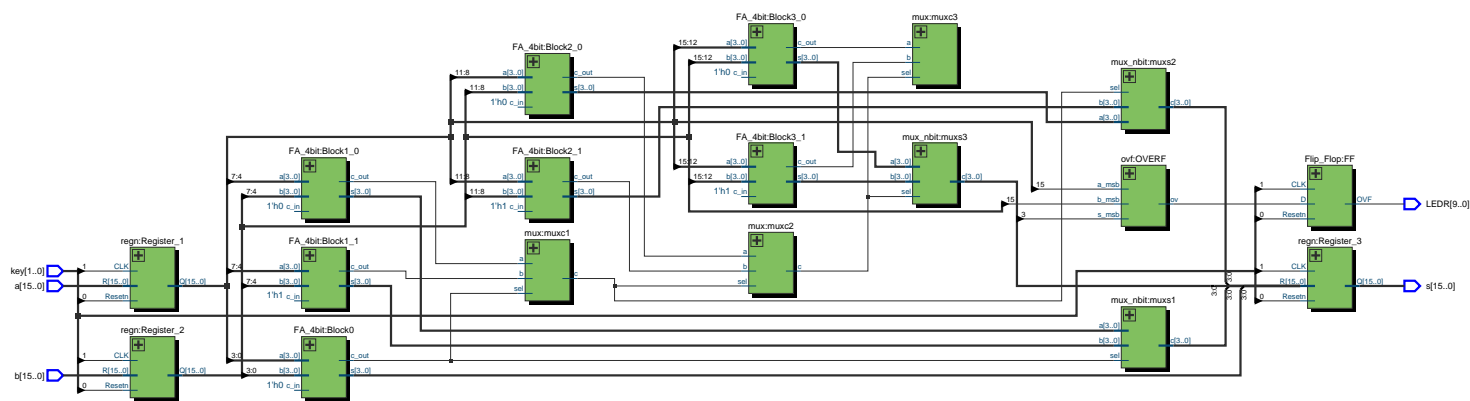 FA_4bit:Block3_0
15:12
a[3..0]
c_out
15:12
b[3..0]
s[3..0]
1'h0 c_in
mux:muxc3
a
b
sel
FA_4bit:Block2_0
11:8
a[3..0]
c_out
11:8
b[3..0]
s[3..0]
1'h0 c_in
mux_nbit:muxs2
sel
b[3..0]
c[3..0]
a[3..0]
FA_4bit:Block3_1
15:12
a[3..0]
c_out
15:12
b[3..0]
s[3..0]
1'h1 c_in
mux_nbit:muxs3
a[3..0]
b[3..0]
c[3..0]
sel
FA_4bit:Block1_0
7:4
a[3..0]
c_out
7:4
b[3..0]
s[3..0]
1'h0 c_in
FA_4bit:Block2_1
11:8
a[3..0]
c_out
11:8
b[3..0]
s[3..0]
1'h1 c_in
ovf:OVERF
15
a_msb
15
b_msb
ov
3
s_msb
Flip_Flop:FF
1
CLK
D
OVF
0
Resetn
LEDR[9..0]
mux:muxc1
a
b
c
sel
mux:muxc2
a
b
c
sel
regn:Register_1
key[1..0]
1
CLK
a[15..0]
R[15..0]
Q[15..0]
0
Resetn
FA_4bit:Block1_1
7:4
a[3..0]
c_out
7:4
b[3..0]
s[3..0]
1'h1 c_in
regn:Register_3
1
CLK
3:0
3:0
3:0
R[15..0]
Q[15..0]
s[15..0]
0
Resetn
mux_nbit:muxs1
a[3..0]
b[3..0]
c[3..0]
sel
regn:Register_2
1
CLK
b[15..0]
R[15..0]
Q[15..0]
0
Resetn
FA_4bit:Block0
3:0
a[3..0]
c_out
3:0
b[3..0]
s[3..0]
1'h0 c_in